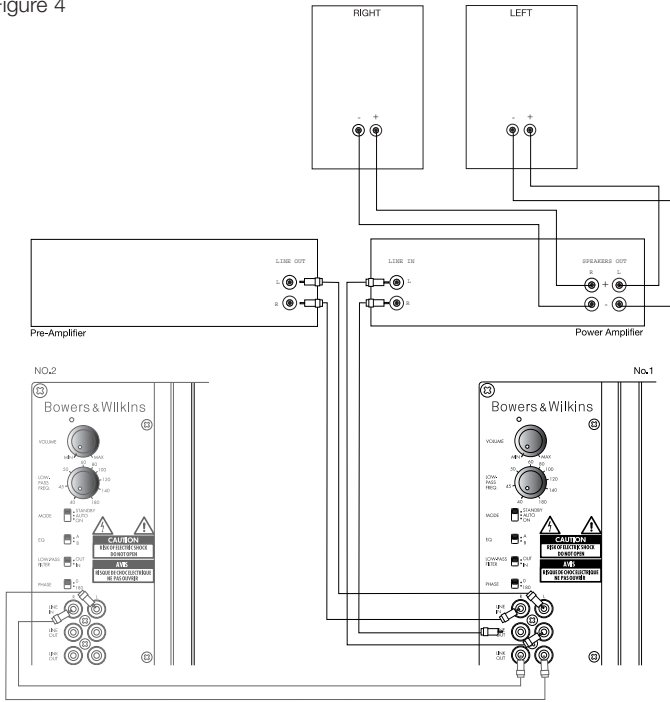 Figure 4
RIGHT
LEFT
- +
- +
LINE OUT
L
R
Pre-Amplifier
LINE IN
L
R
SPEAKERS OUT
R L
+
-
Power Amplifier
NO.2
Bowers & Wilkins
VOLUME
MIN MAX
LOW-PASS FREQ.
40 45 50 60 80 100 120 140 180
MODE
STANDBY
AUTO
ON
EQ
A
B
LOW-PASS FILTER
OUT
IN
PHASE
0
180
CAUTION
RISK OF ELECTRIC SHOCK
DO NOT OPEN
AVIS
RISQUE DE CHOC ELECTRIQUE
NE PAS OUVRIR
R L
LINE IN
LINE OUT
LINK OUT
No.1
Bowers & Wilkins
VOLUME
MIN MAX
LOW-PASS FREQ.
40 45 50 60 80 100 120 140 180
MODE
STANDBY
AUTO
ON
EQ
A
B
LOW-PASS FILTER
OUT
IN
PHASE
0
180
CAUTION
RISK OF ELECTRIC SHOCK
DO NOT OPEN
AVIS
RISQUE DE CHOC ELECTRIQUE
NE PAS OUVRIR
R L
LINE IN
OUT
LINK OUT